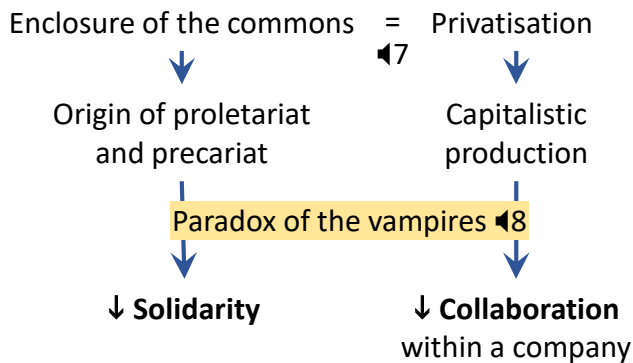 Enclosure of the commons = Privatisation
🔈7
Origin of proletariat and precariat
Capitalistic production
Paradox of the vampires 🔈8
↓ Solidarity
↓ Collaboration
within a company